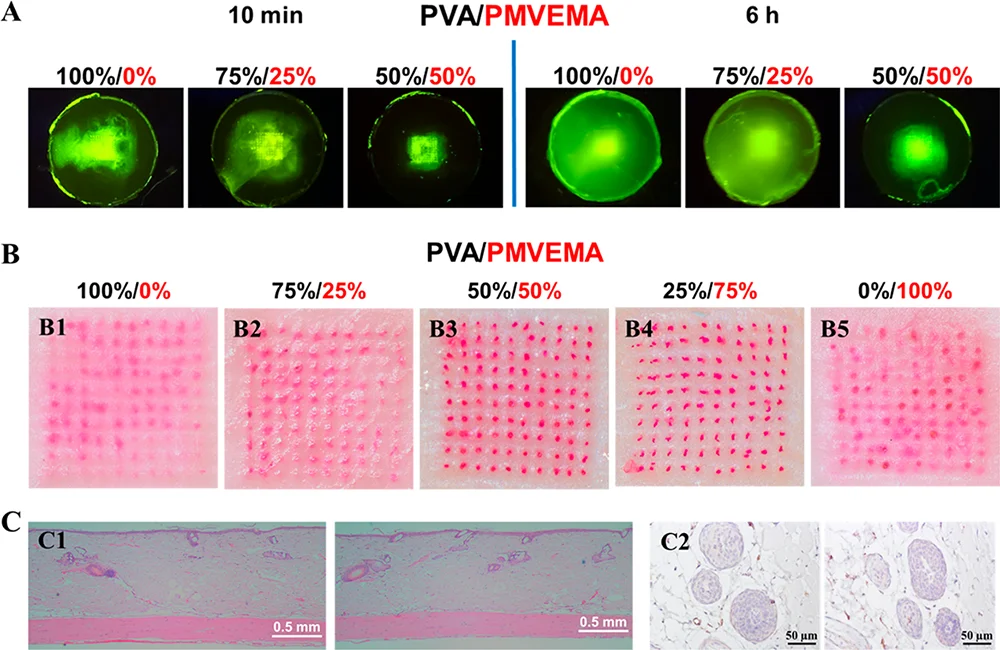 A
10 min PVA/PMVEMA 6 h
100%/0% 75%/25% 50%/50% 100%/0% 75%/25% 50%/50%
B
PVA/PMVEMA
100%/0% 75%/25% 50%/50% 25%/75% 0%/100%
B1 B2 B3 B4 B5
C
C1 C2
0.5 mm 0.5 mm 50 µm 50 µm